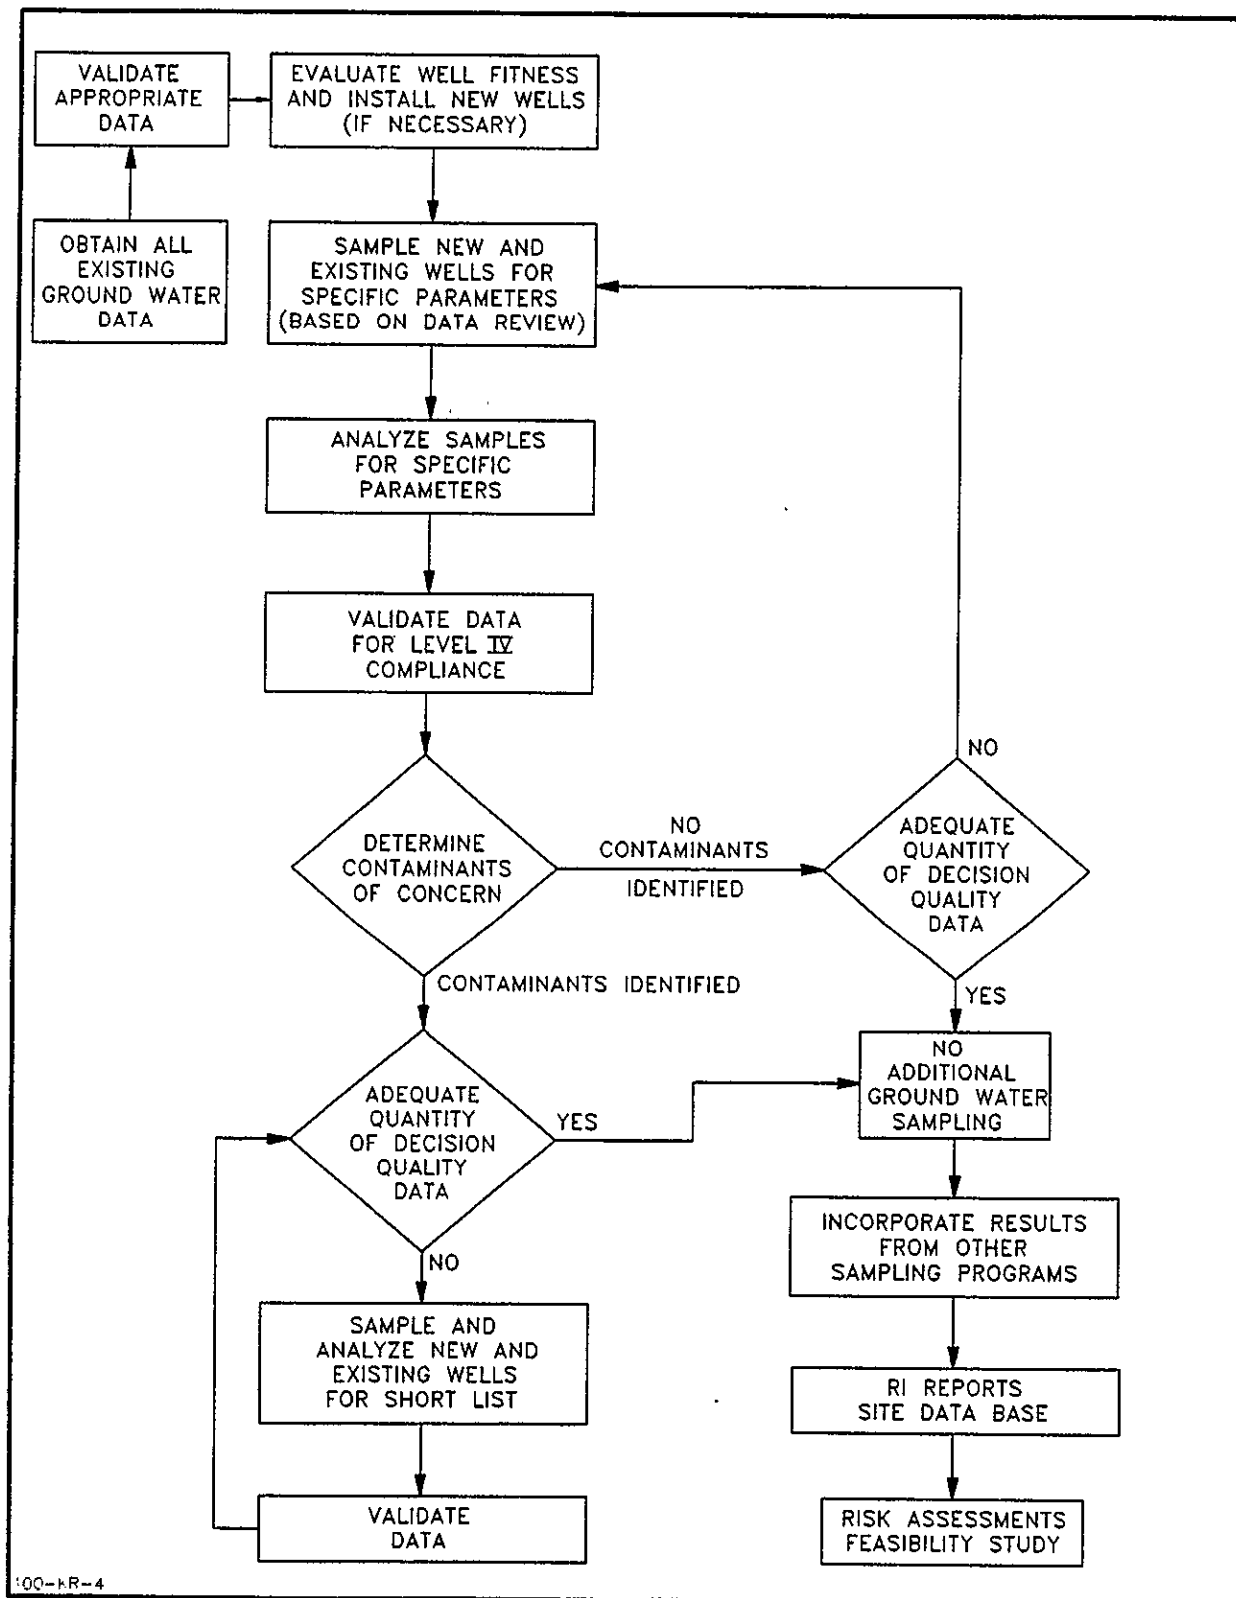 VALIDATE
APPROPRIATE
DATA
EVALUATE WELL FITNESS
AND INSTALL NEW WELLS
(IF NECESSARY)
OBTAIN ALL
EXISTING
GROUND WATER
DATA
SAMPLE NEW AND
EXISTING WELLS FOR
SPECIFIC PARAMETERS
(BASED ON DATA REVIEW)
ANALYZE SAMPLES
FOR SPECIFIC
PARAMETERS
VALIDATE DATA
FOR LEVEL IV
COMPLIANCE
NO
DETERMINE
CONTAMINANTS
OF CONCERN
NO
CONTAMINANTS
IDENTIFIED
ADEQUATE
QUANTITY
OF DECISION
QUALITY
DATA
CONTAMINANTS IDENTIFIED
YES
ADEQUATE
QUANTITY
OF DECISION
QUALITY
DATA
YES
NO
ADDITIONAL
GROUND WATER
SAMPLING
NO
INCORPORATE RESULTS
FROM OTHER
SAMPLING PROGRAMS
SAMPLE AND
ANALYZE NEW AND
EXISTING WELLS
FOR SHORT LIST
RI REPORTS
SITE DATA BASE
VALIDATE
DATA
RISK ASSESSMENTS
FEASIBILITY STUDY
100-KR-4